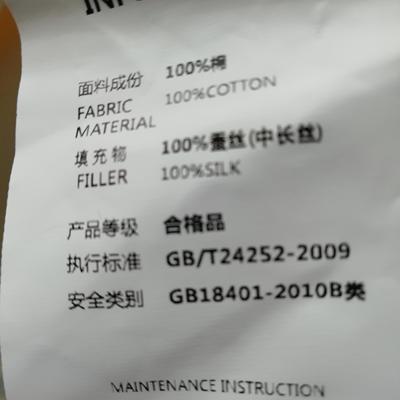 面料成份 100%棉
FABRIC 100%COTTON
MATERIAL
填充物 100%蚕丝(中长丝)
FILLER 100%SILK
产品等级 合格品
执行标准 GB/T24252-2009
安全类别 GB18401-2010B类
MAINTENANCE INSTRUCTION